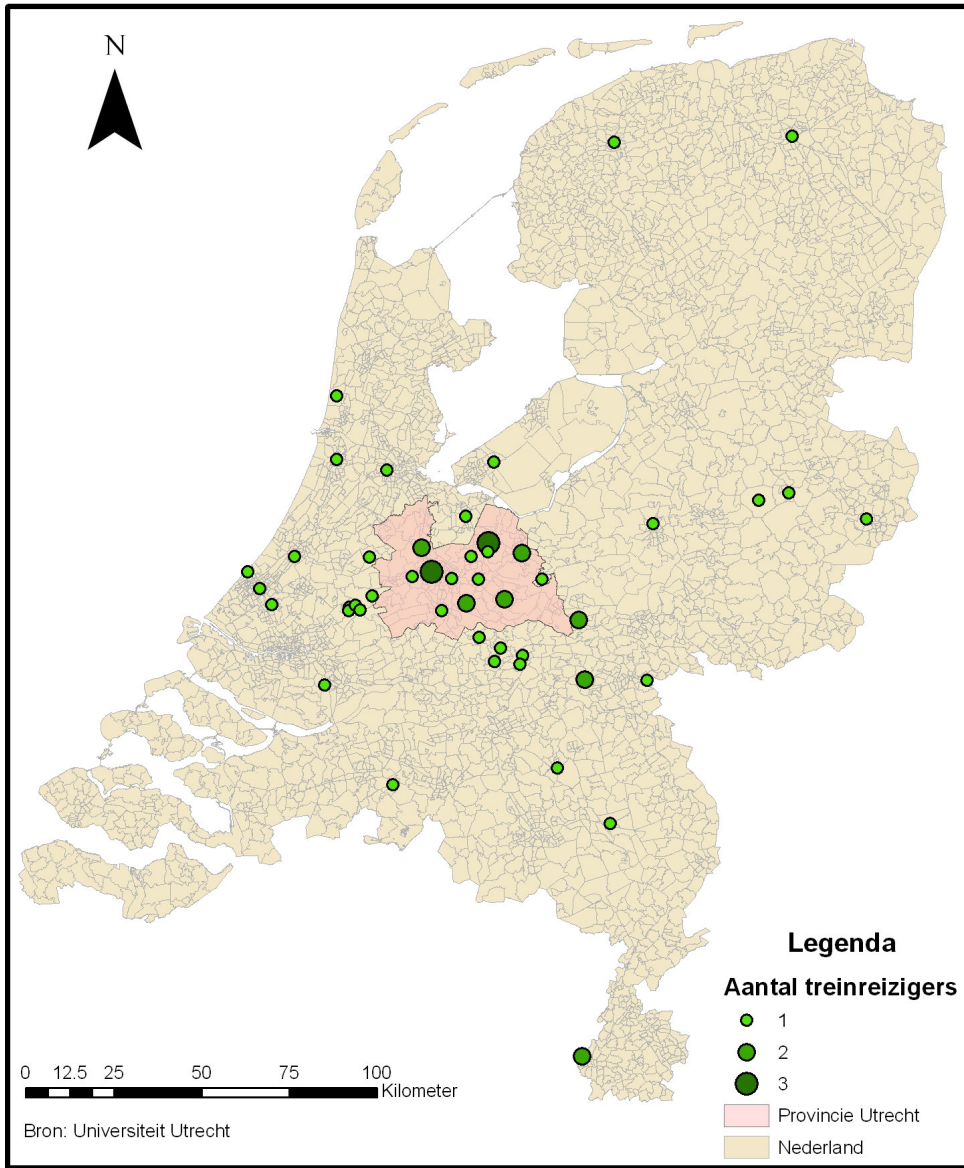 N
Legenda
Aantal treinreizigers
1
2
3
Provincie Utrecht
Nederland
0 12.5 25 50 75 100
Kilometer
Bron: Universiteit Utrecht